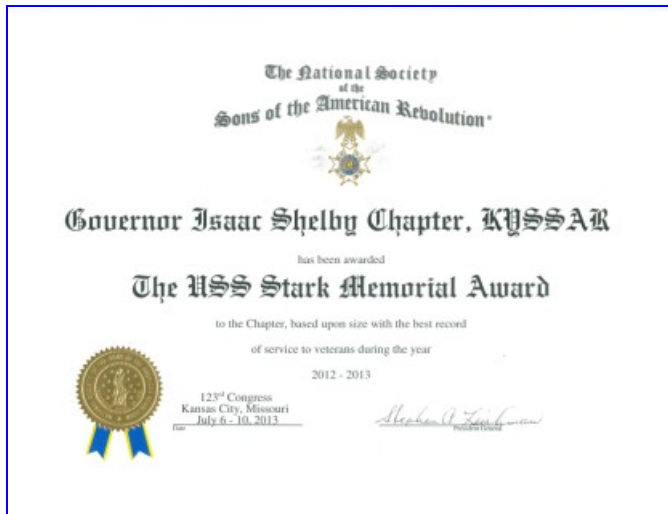 The National Society
of the
Sons of the American Revolution®
Governor Isaac Shelby Chapter, KYSSAR
has been awarded
The USS Stark Memorial Award
to the Chapter, based upon size with the best record
of service to veterans during the year
2012 - 2013
123rd Congress
Kansas City, Missouri
July 6 - 10, 2013
Date
Stephen A
President General